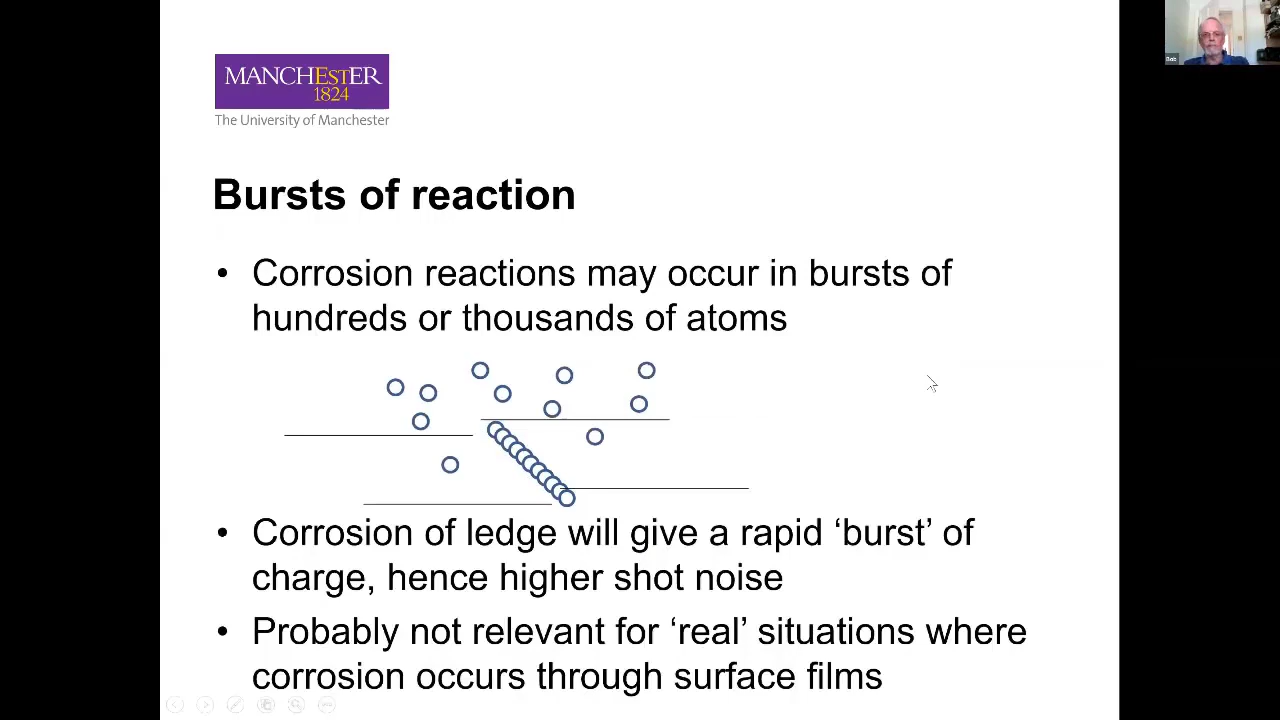 Bob
MANCHESTER
1824
The University of Manchester
Bursts of reaction
• Corrosion reactions may occur in bursts of
hundreds or thousands of atoms
• Corrosion of ledge will give a rapid ‘burst’ of
charge, hence higher shot noise
• Probably not relevant for ‘real’ situations where
corrosion occurs through surface films